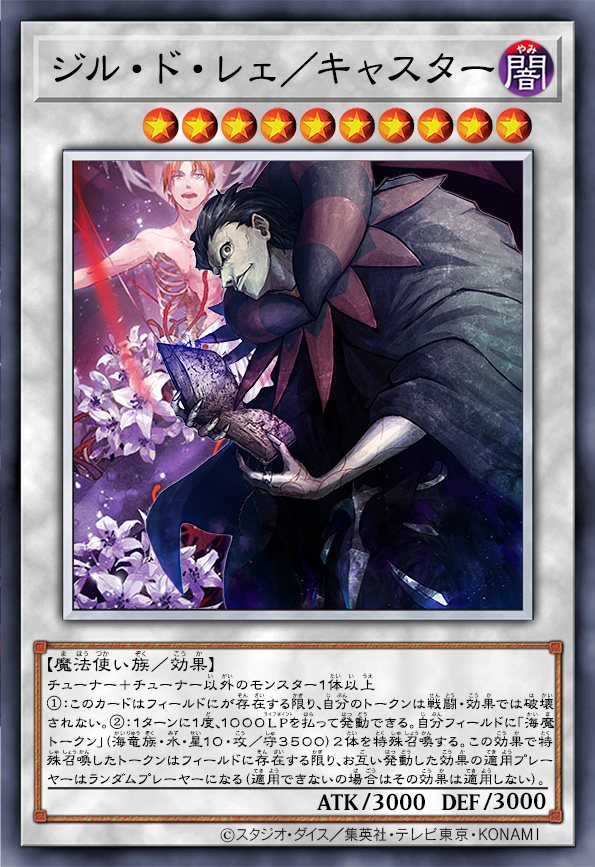 ジル・ド・レェ／キャスター
やみ
闇
【魔法使い族／効果】
チューナー＋チューナー以外のモンスター1体以上
①：このカードはフィールドにが存在する限り、自分のトークンは戦闘・効果では破壊
されない。②：1ターンに1度、1000LPを払って発動できる。自分フィールドに「海魔
トークン」（海竜族・水・星10・攻／守3500）2体を特殊召喚する。この効果で特
殊召喚したトークンはフィールドに存在する限り、お互い発動した効果の適用プレー
ヤーはランダムプレーヤーになる（適用できないの場合はその効果は適用しない）。
ATK/3000 DEF/3000
©スタジオ・ダイス／集英社・テレビ東京・KONAMI